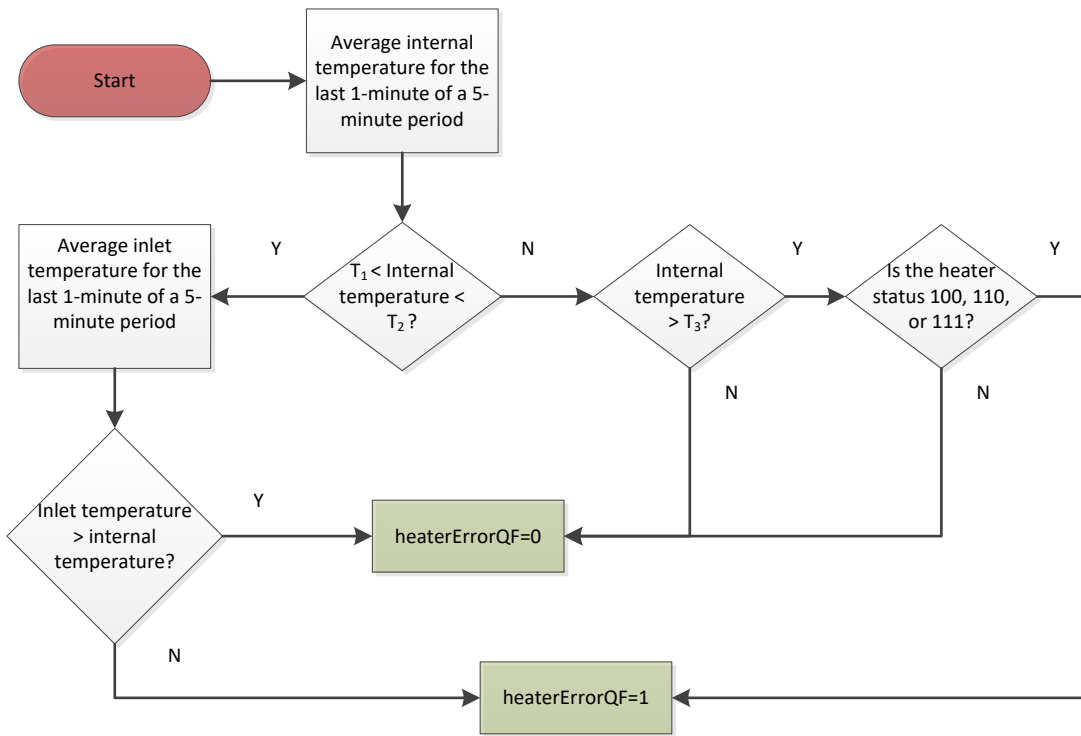 Start
Average internal
temperature for the
last 1-minute of a 5-
minute period
Average inlet
temperature for the
last 1-minute of a 5-
minute period
Y
T₁ < Internal
temperature <
T₂ ?
N
Internal
temperature
> T₃?
Y
Is the heater
status 100, 110,
or 111?
Y
N
N
Inlet temperature
> internal
temperature?
Y
heaterErrorQF=0
N
heaterErrorQF=1